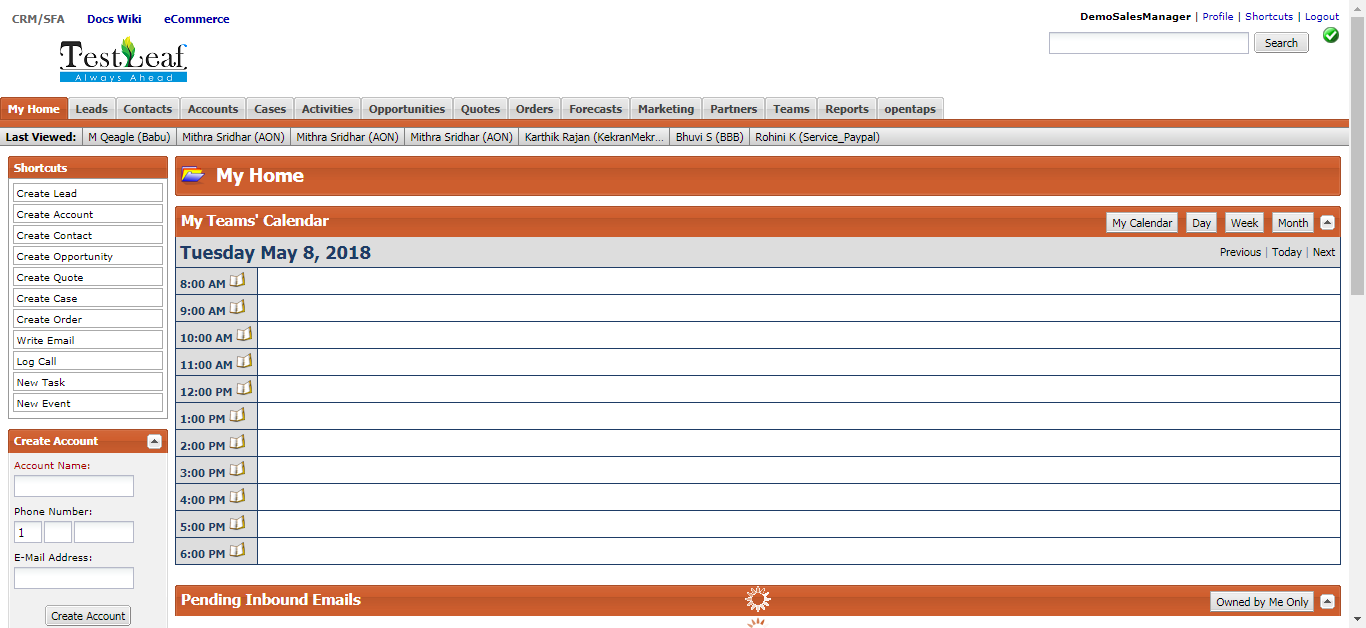 CRM/SFA Docs Wiki eCommerce
DemoSalesManager | Profile | Shortcuts | Logout
Search
TestLeaf
Always Ahead
My Home Leads Contacts Accounts Cases Activities Opportunities Quotes Orders Forecasts Marketing Partners Teams Reports opentaps
Last Viewed: M Qeagle (Babu) Mithra Sridhar (AON) Mithra Sridhar (AON) Mithra Sridhar (AON) Karthik Rajan (KekranMekr... Bhuvi S (BBB) Rohini K (Service_Paypal)
Shortcuts
Create Lead
Create Account
Create Contact
Create Opportunity
Create Quote
Create Case
Create Order
Write Email
Log Call
New Task
New Event
Create Account
Account Name:
Phone Number:
1
E-Mail Address:
Create Account
My Home
My Teams' Calendar My Calendar Day Week Month
Tuesday May 8, 2018 Previous | Today | Next
8:00 AM
9:00 AM
10:00 AM
11:00 AM
12:00 PM
1:00 PM
2:00 PM
3:00 PM
4:00 PM
5:00 PM
6:00 PM
Pending Inbound Emails Owned by Me Only